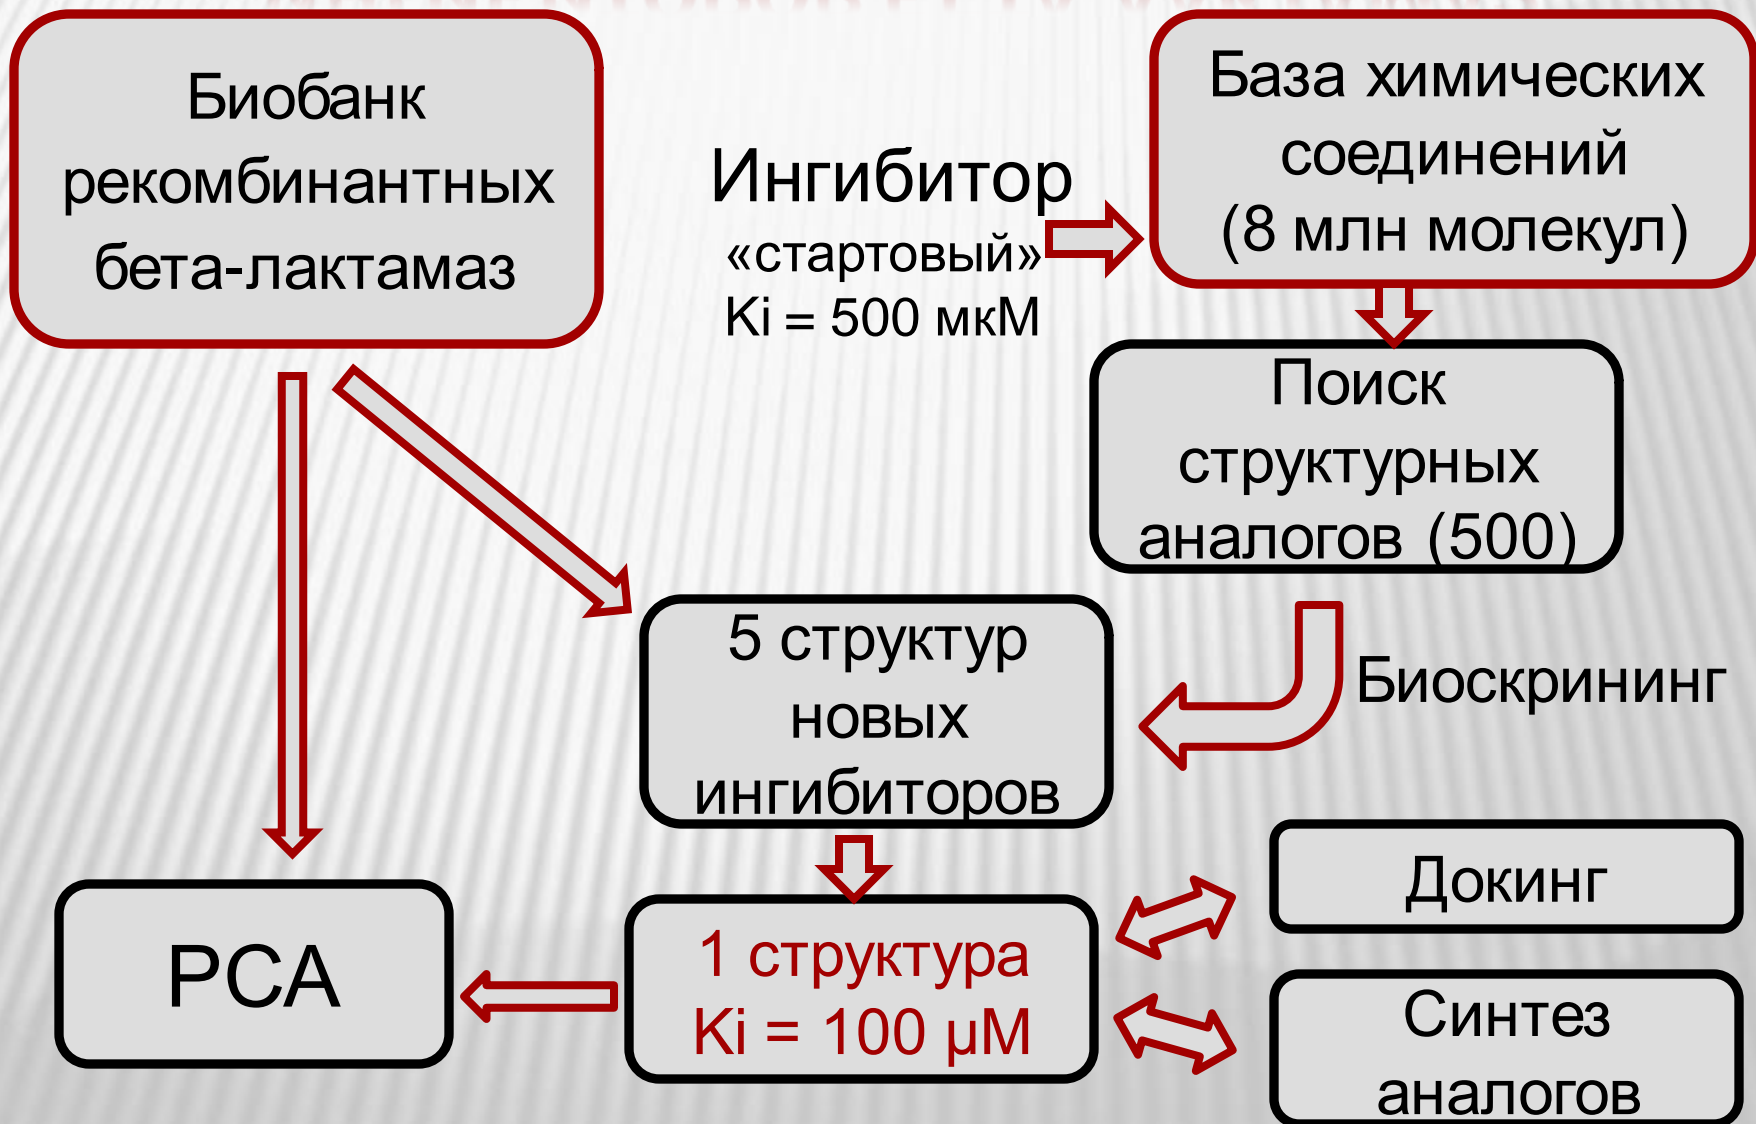 Биобанк
рекомбинантных
бета-лактамаз
Ингибитор
«стартовый»
Ki = 500 мкМ
База химических
соединений
(8 млн молекул)
Поиск
структурных
аналогов (500)
Биоскрининг
5 структур
новых
ингибиторов
1 структура
Ki = 100 µM
РСА
Докинг
Синтез
аналогов